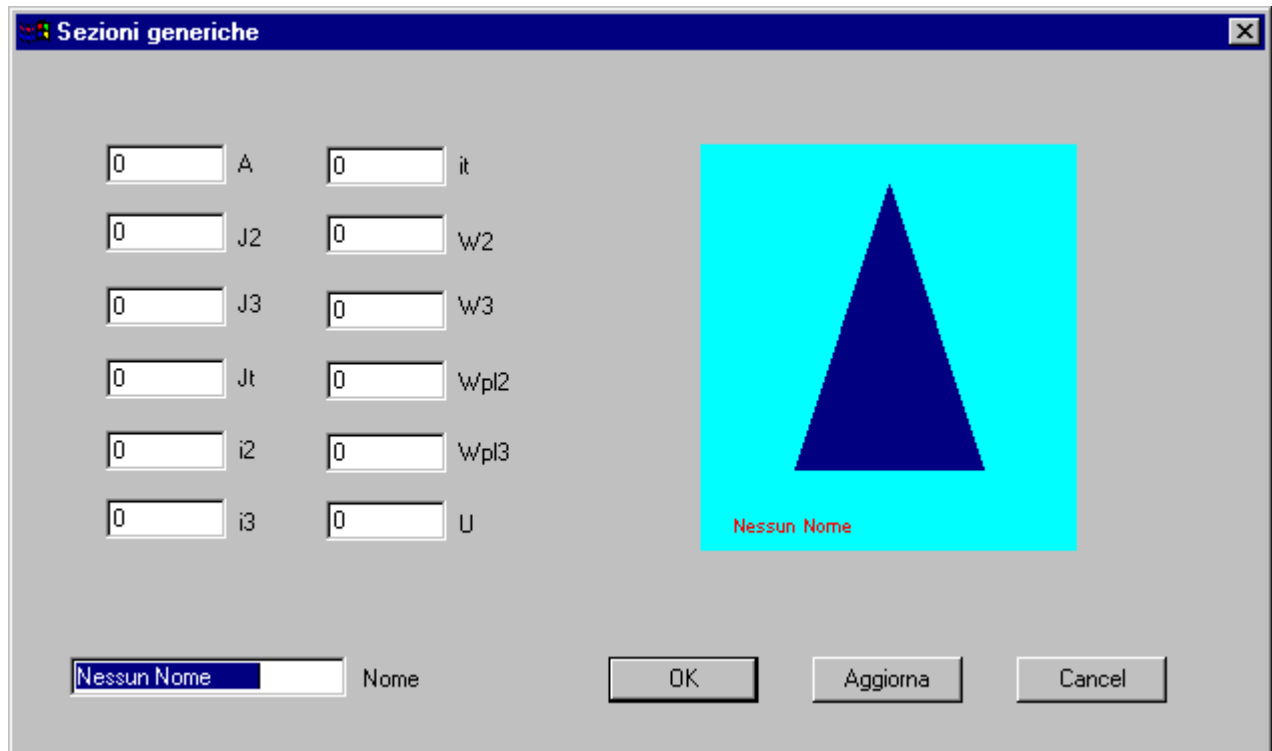 Sezioni generiche
0 A 0 it
0 J2 0 W2
0 J3 0 W3
0 Jt 0 Wpl2
0 i2 0 Wpl3
0 i3 0 U
Nessun Nome
Nessun Nome Nome OK Aggiorna Cancel